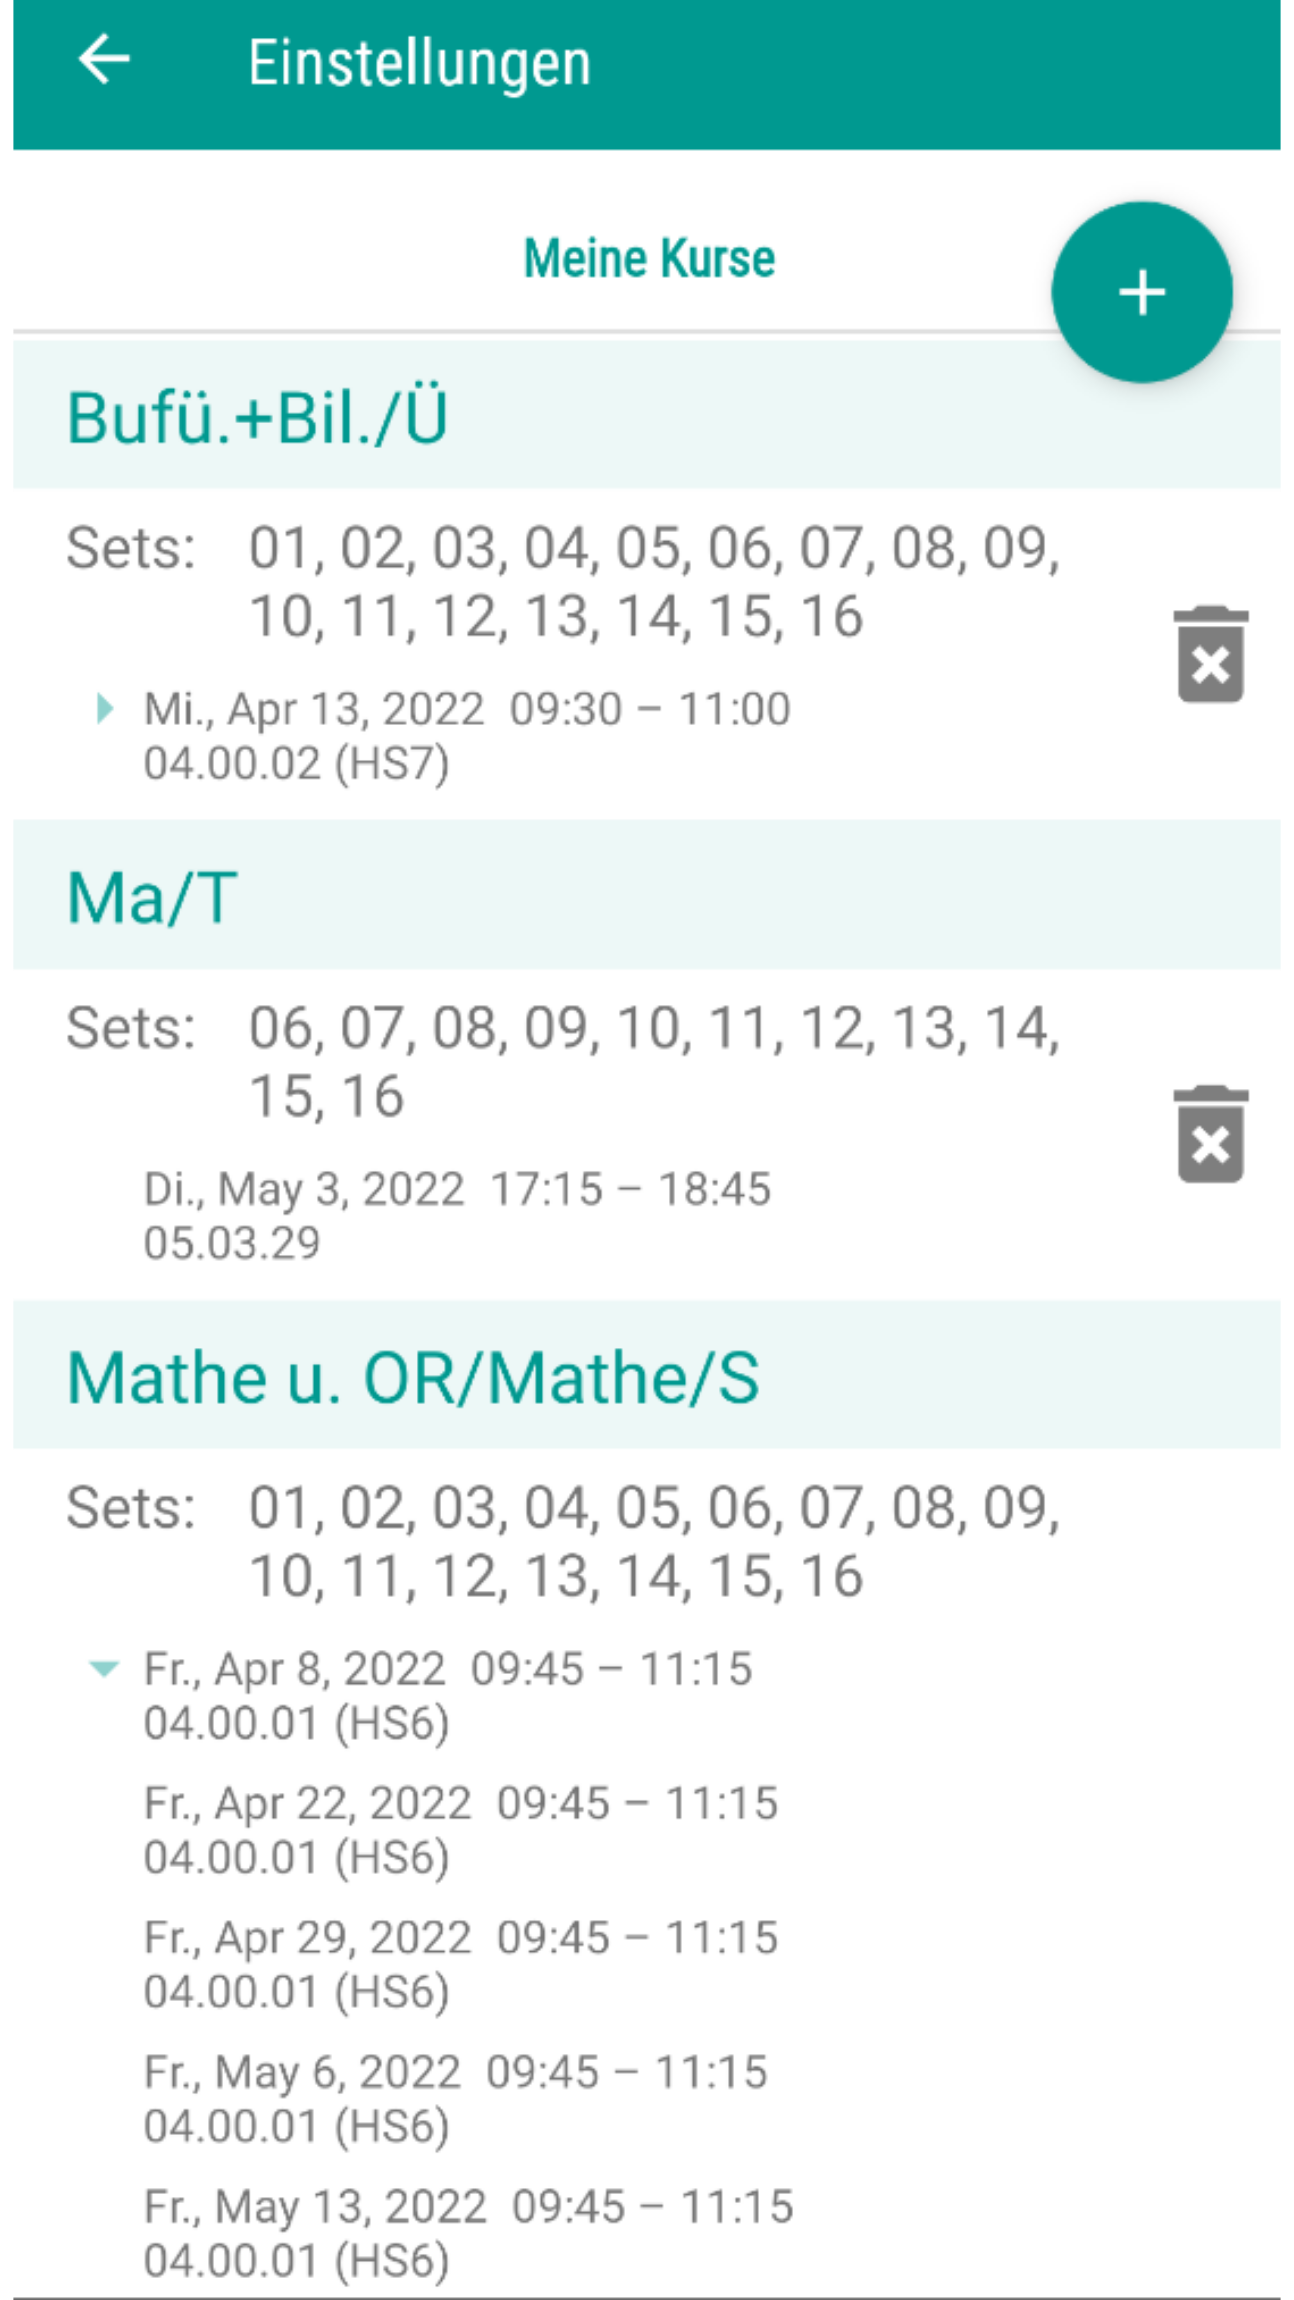 Einstellungen
Meine Kurse
+
Bufü.+Bil./Ü
Sets: 01, 02, 03, 04, 05, 06, 07, 08, 09,
10, 11, 12, 13, 14, 15, 16
Mi., Apr 13, 2022 09:30 – 11:00
04.00.02 (HS7)
Ma/T
Sets: 06, 07, 08, 09, 10, 11, 12, 13, 14,
15, 16
Di., May 3, 2022 17:15 – 18:45
05.03.29
Mathe u. OR/Mathe/S
Sets: 01, 02, 03, 04, 05, 06, 07, 08, 09,
10, 11, 12, 13, 14, 15, 16
Fr., Apr 8, 2022 09:45 – 11:15
04.00.01 (HS6)
Fr., Apr 22, 2022 09:45 – 11:15
04.00.01 (HS6)
Fr., Apr 29, 2022 09:45 – 11:15
04.00.01 (HS6)
Fr., May 6, 2022 09:45 – 11:15
04.00.01 (HS6)
Fr., May 13, 2022 09:45 – 11:15
04.00.01 (HS6)